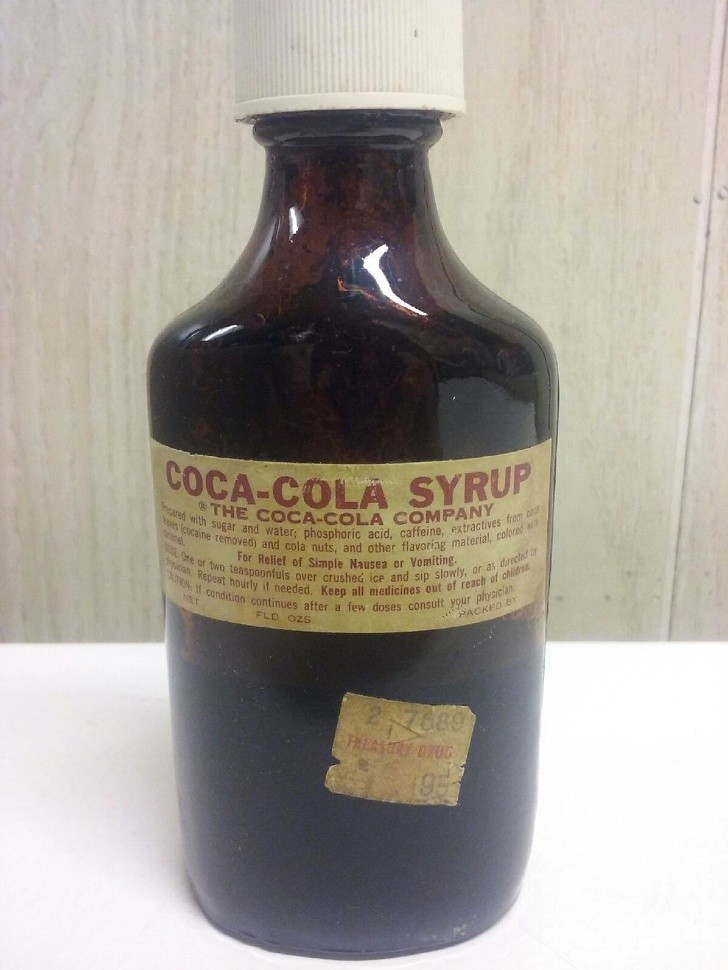 COCA-COLA SYRUP
® THE COCA-COLA COMPANY
Prepared with sugar and water; phosphoric acid, caffeine, extractives from coca
leaves (cocaine removed) and cola nuts, and other flavoring material, colored with
caramel.
For Relief of Simple Nausea or Vomiting.
DOSE: One or two teaspoonfuls over crushed ice and sip slowly, or as directed by
physician. Repeat hourly if needed. Keep all medicines out of reach of children.
CAUTION: If condition continues after a few doses consult your physician.
NET FLD OZS PACKED BY
2 7689
TREASURY DRUG